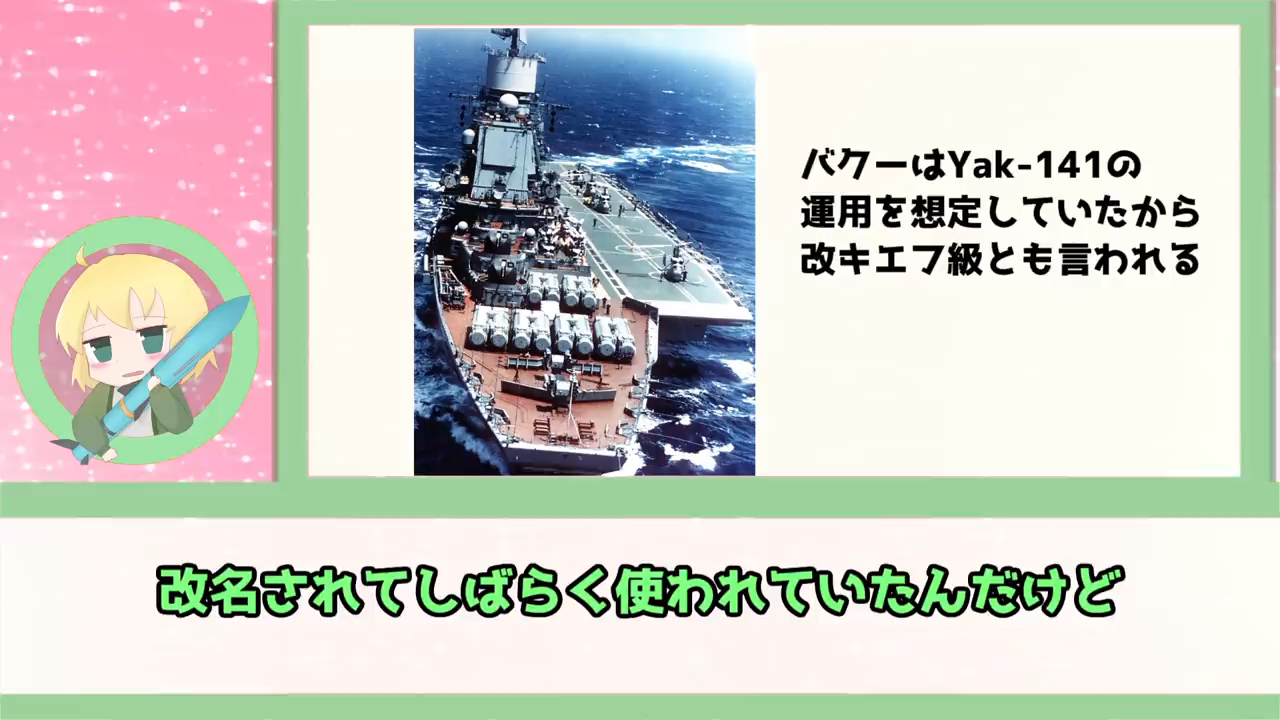 バクーはYak-141の
運用を想定していたから
改キエフ級とも言われる
改名されてしばらく使われていたんだけど